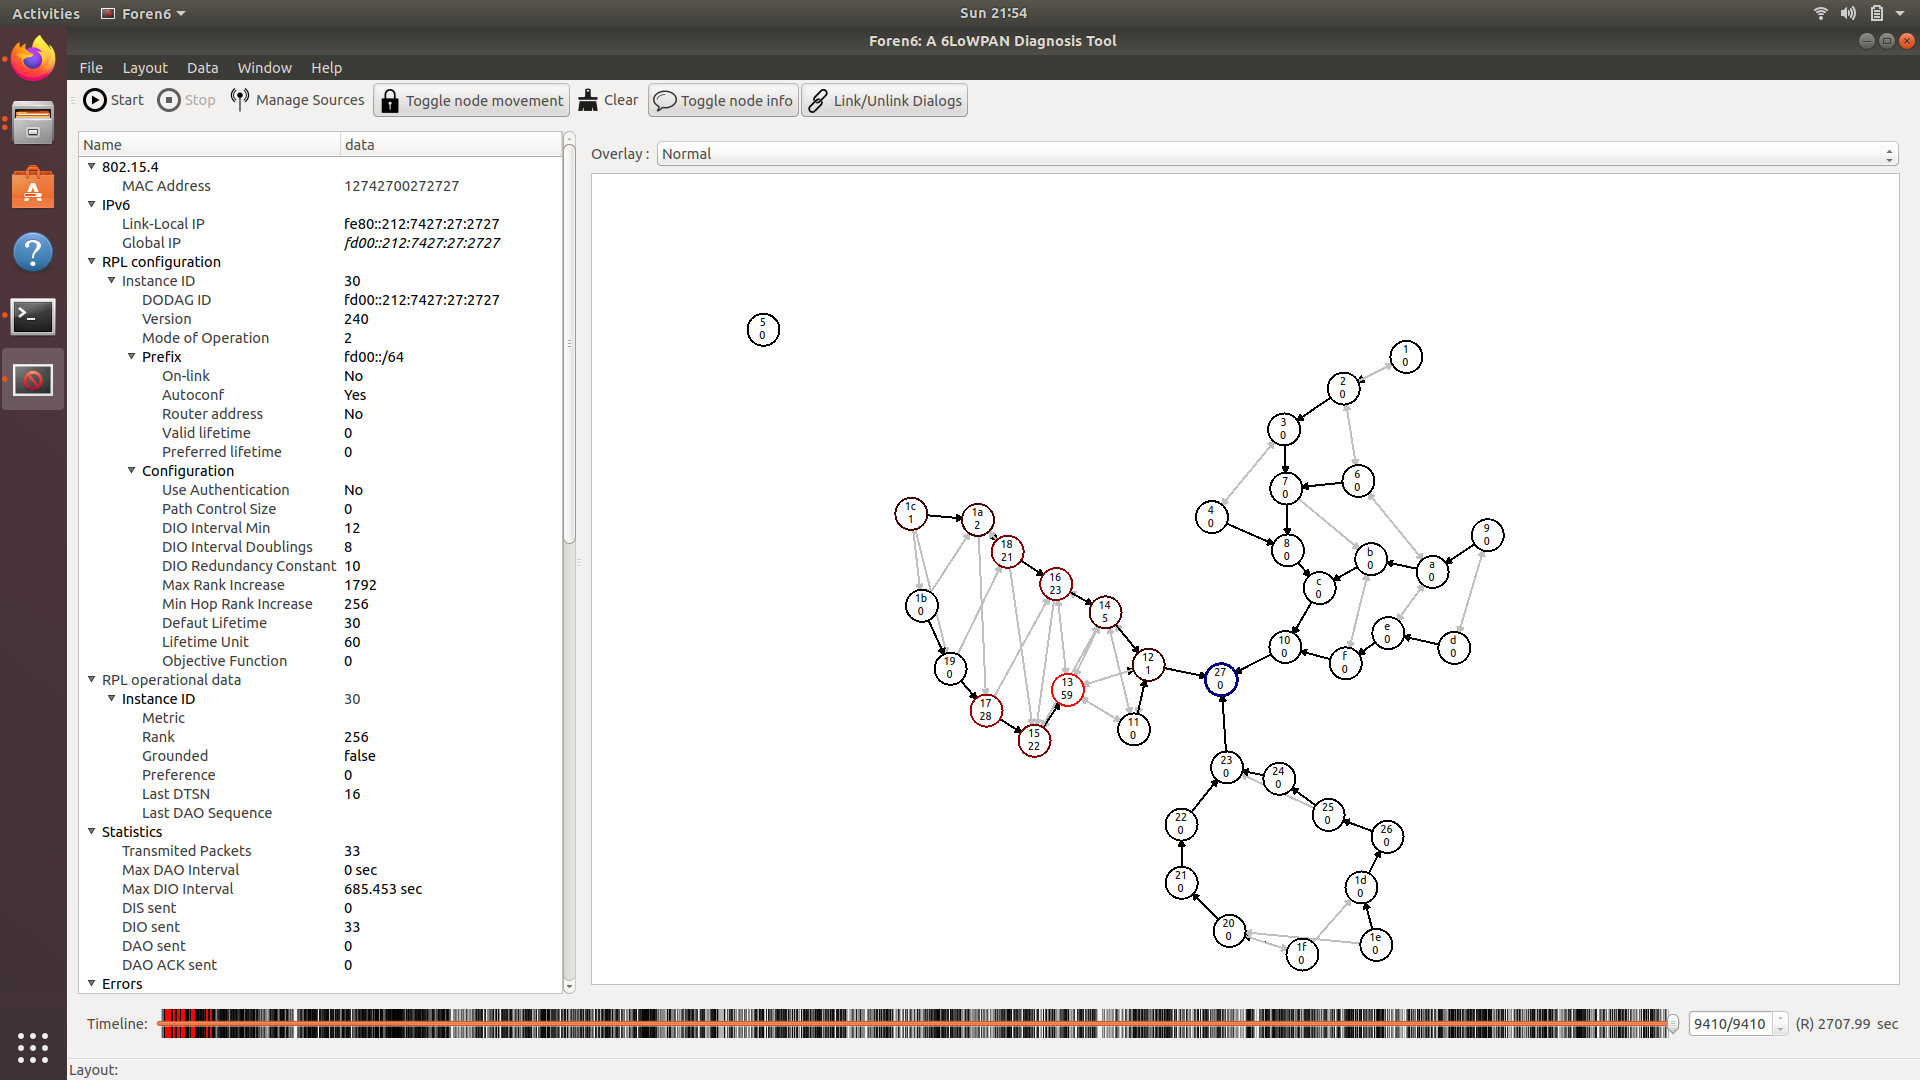 Activities Foren6 Sun 21:54
Foren6: A 6LoWPAN Diagnosis Tool
File Layout Data Window Help
Start Stop Manage Sources Toggle node movement Clear Toggle node info Link/Unlink Dialogs
Name data
802.15.4
MAC Address 12742700272727
IPv6
Link-Local IP fe80::212:7427:27:2727
Global IP fd00::212:7427:27:2727
RPL configuration
Instance ID 30
DODAG ID fd00::212:7427:27:2727
Version 240
Mode of Operation 2
Prefix fd00::/64
On-link No
Autoconf Yes
Router address No
Valid lifetime 0
Preferred lifetime 0
Configuration
Use Authentication No
Path Control Size 0
DIO Interval Min 12
DIO Interval Doublings 8
DIO Redundancy Constant 10
Max Rank Increase 1792
Min Hop Rank Increase 256
Defaut Lifetime 30
Lifetime Unit 60
Objective Function 0
RPL operational data
Instance ID 30
Metric
Rank 256
Grounded false
Preference 0
Last DTSN 16
Last DAO Sequence
Statistics
Transmited Packets 33
Max DAO Interval 0 sec
Max DIO Interval 685.453 sec
DIS sent 0
DIO sent 33
DAO sent 0
DAO ACK sent 0
Errors
Overlay : Normal
5
0
1
0
2
0
3
0
6
0
7
0
4
0
8
0
9
0
b
0
a
0
c
0
e
0
d
0
10
0
f
0
1c
1
1a
2
18
21
16
23
1b
0
14
5
19
0
12
1
13
59
27
0
17
28
11
0
15
22
23
0
24
0
25
0
22
0
26
0
21
0
1d
0
20
0
1f
0
1e
0
Timeline: 9410/9410 (R) 2707.99 sec
Layout: